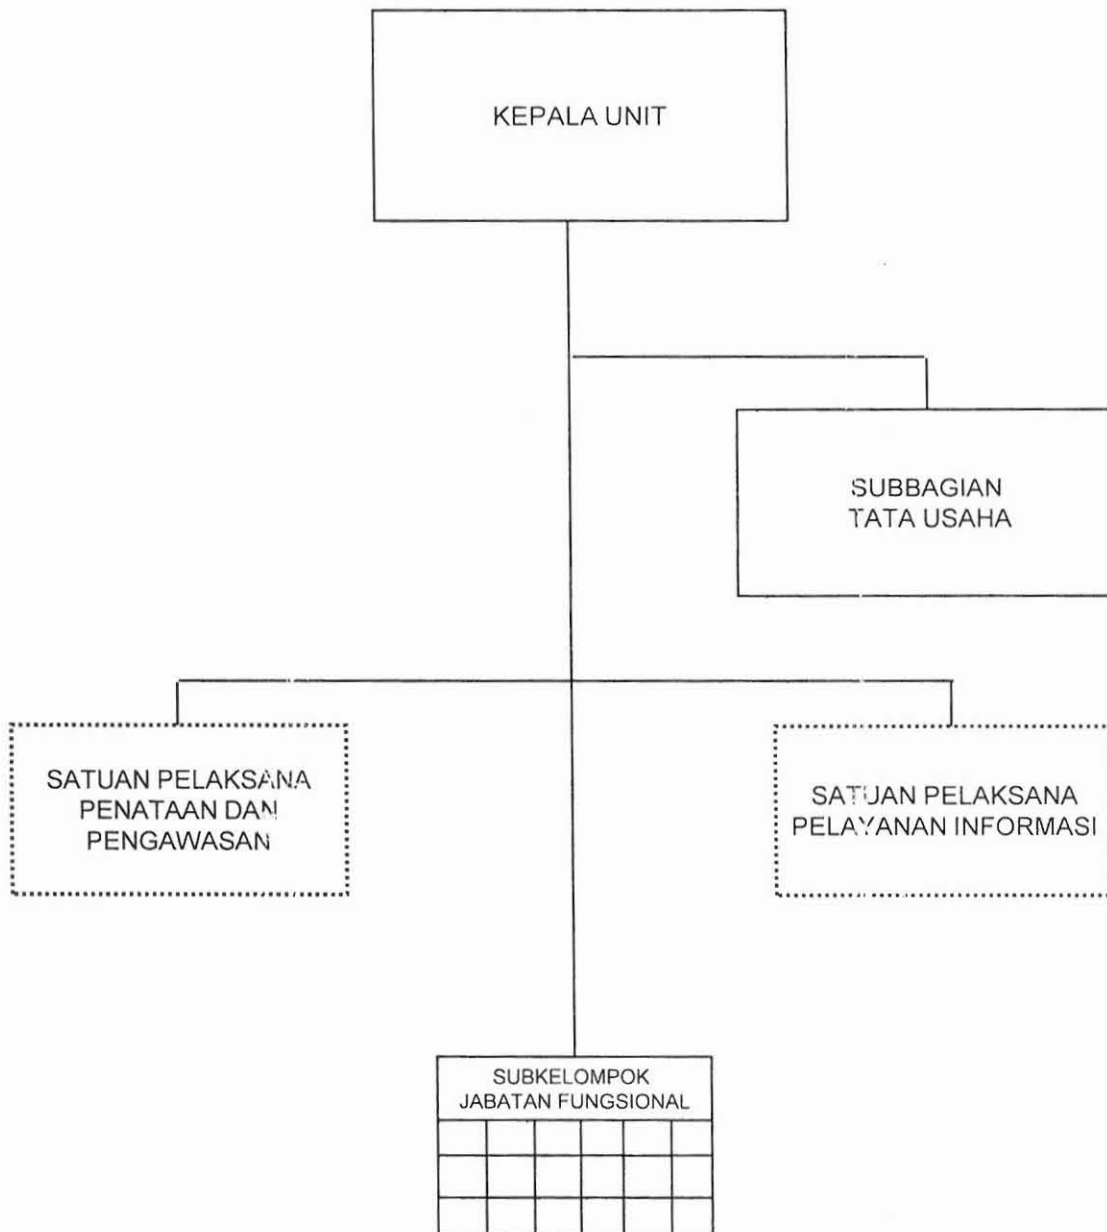 KEPALA UNIT
SUBBAGIAN
TATA USAHA
SATUAN PELAKSANA
PENATAAN DAN
PENGAWASAN
SATUAN PELAKSANA
PELAYANAN INFORMASI
SUBKELOMPOK
JABATAN FUNGSIONAL